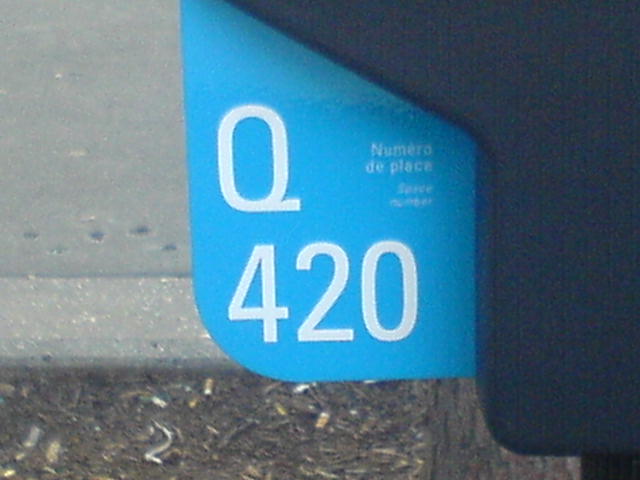 Q
Numéro
de place
Space
number
420